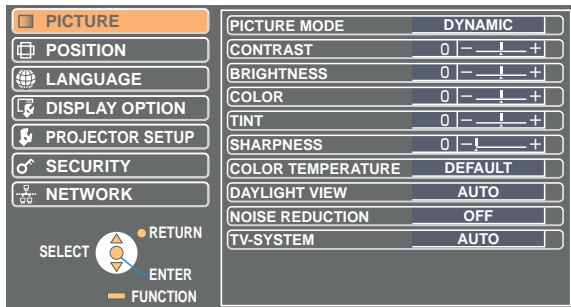 PICTURE
POSITION
LANGUAGE
DISPLAY OPTION
PROJECTOR SETUP
SECURITY
NETWORK
RETURN
SELECT
ENTER
FUNCTION
PICTURE MODE DYNAMIC
CONTRAST 0 - +
BRIGHTNESS 0 - +
COLOR 0 - +
TINT 0 - +
SHARPNESS 0 - +
COLOR TEMPERATURE DEFAULT
DAYLIGHT VIEW AUTO
NOISE REDUCTION OFF
TV-SYSTEM AUTO